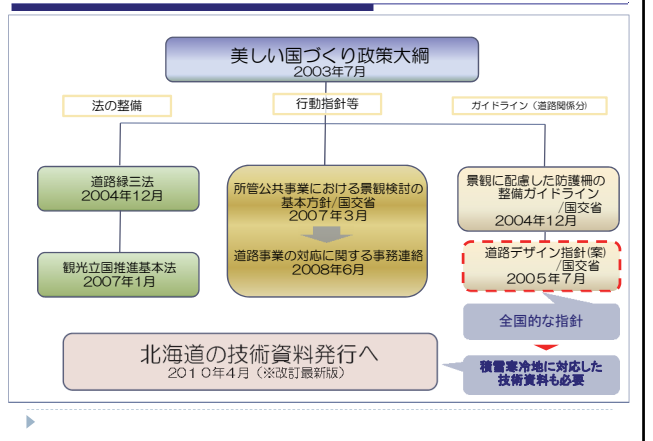 美しい国づくり政策大綱
2003年7月
法の整備
行動指針等
ガイドライン（道路関係分）
道路緑三法
2004年12月
観光立国推進基本法
2007年1月
所管公共事業における景観検討の
基本方針/国交省
2007年3月
道路事業の対応に関する事務連絡
2008年6月
景観に配慮した防護柵の
整備ガイドライン
/国交省
2004年12月
道路デザイン指針(案)
/国交省
2005年7月
全国的な指針
積雪寒冷地に対応した
技術資料も必要
北海道の技術資料発行へ
2010年4月（※改訂最新版）